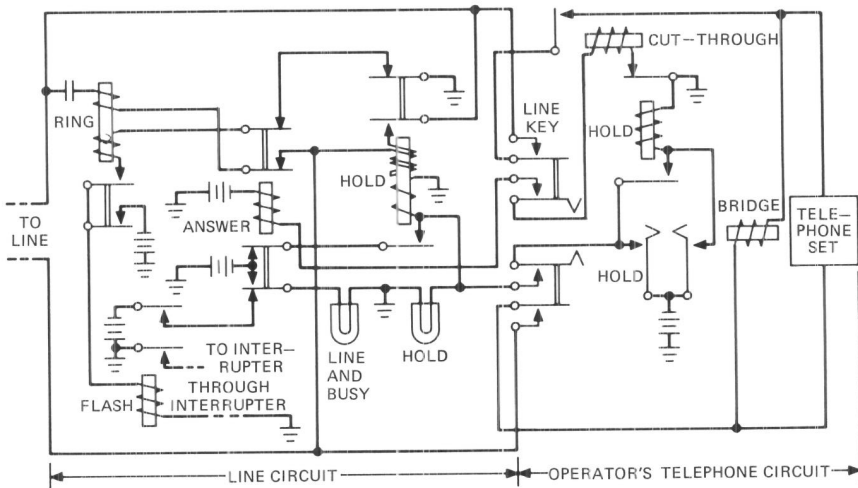 CUT–THROUGH
RING
LINE
KEY
HOLD
HOLD
BRIDGE
TO
LINE
ANSWER
TELE–
PHONE
SET
HOLD
TO INTER–
RUPTER
THROUGH
INTERRUPTER
LINE
AND
BUSY
HOLD
FLASH
LINE CIRCUIT
OPERATOR'S TELEPHONE CIRCUIT